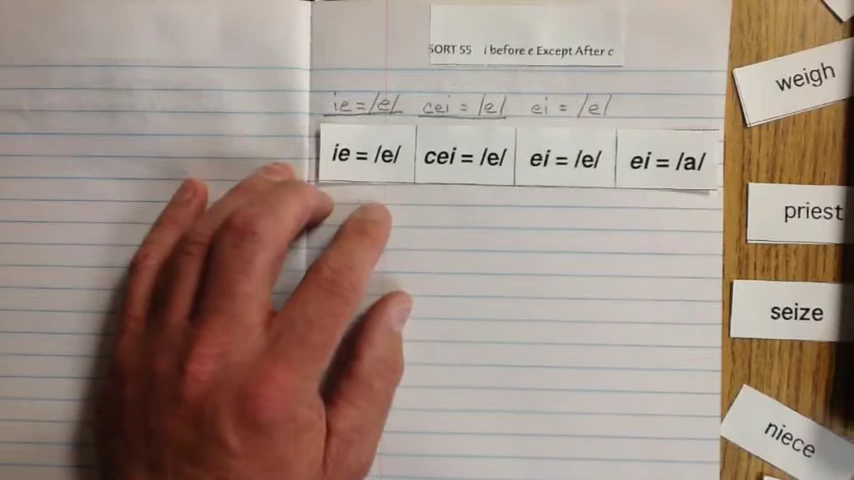 SORT 55 i before e Except After c
ie = /e/ cei = /e/ ei = /e/
ie = /e/ cei = /e/ ei = /e/ ei = /a/
weigh
priest
seize
niece